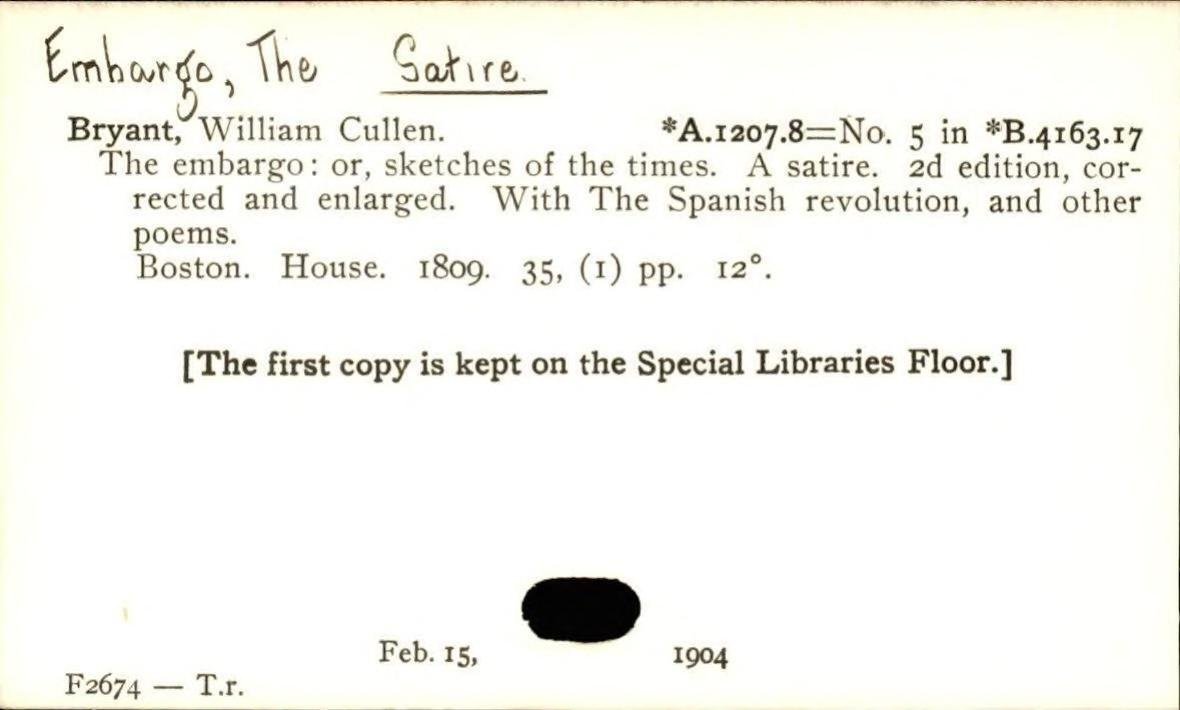 Embargo, The Satire.
Bryant, William Cullen. *A.1207.8=No. 5 in *B.4163.17
The embargo: or, sketches of the times. A satire. 2d edition, cor-
rected and enlarged. With The Spanish revolution, and other
poems.
Boston. House. 1809. 35, (1) pp. 12°.
[The first copy is kept on the Special Libraries Floor.]
Feb. 15, 1904
F2674 — T.r.